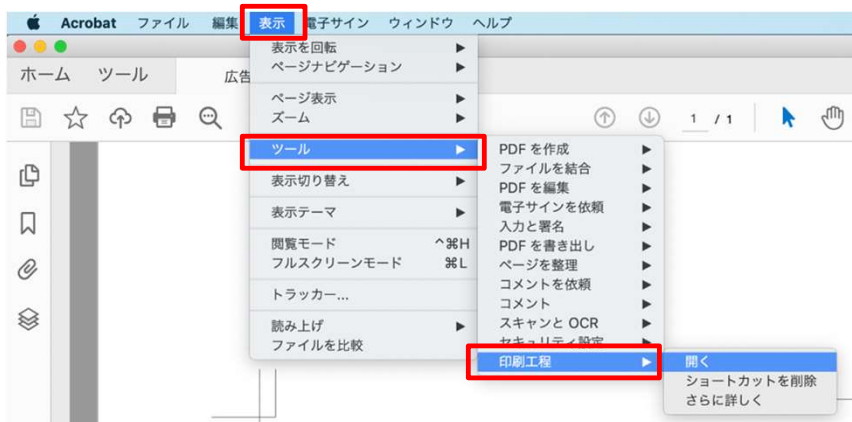 Acrobat ファイル 編集 表示 電子サイン ウィンドウ ヘルプ
ホーム ツール 広告
1 / 1
表示を回転
ページナビゲーション
ページ表示
ズーム
ツール
表示切り替え
表示テーマ
閲覧モード ^⌘H
フルスクリーンモード ⌘L
トラッカー...
読み上げ
ファイルを比較
PDF を作成
ファイルを結合
PDF を編集
電子サインを依頼
入力と署名
PDF を書き出し
ページを整理
コメントを依頼
コメント
スキャンと OCR
セキュリティ設定
印刷工程
開く
ショートカットを削除
さらに詳しく